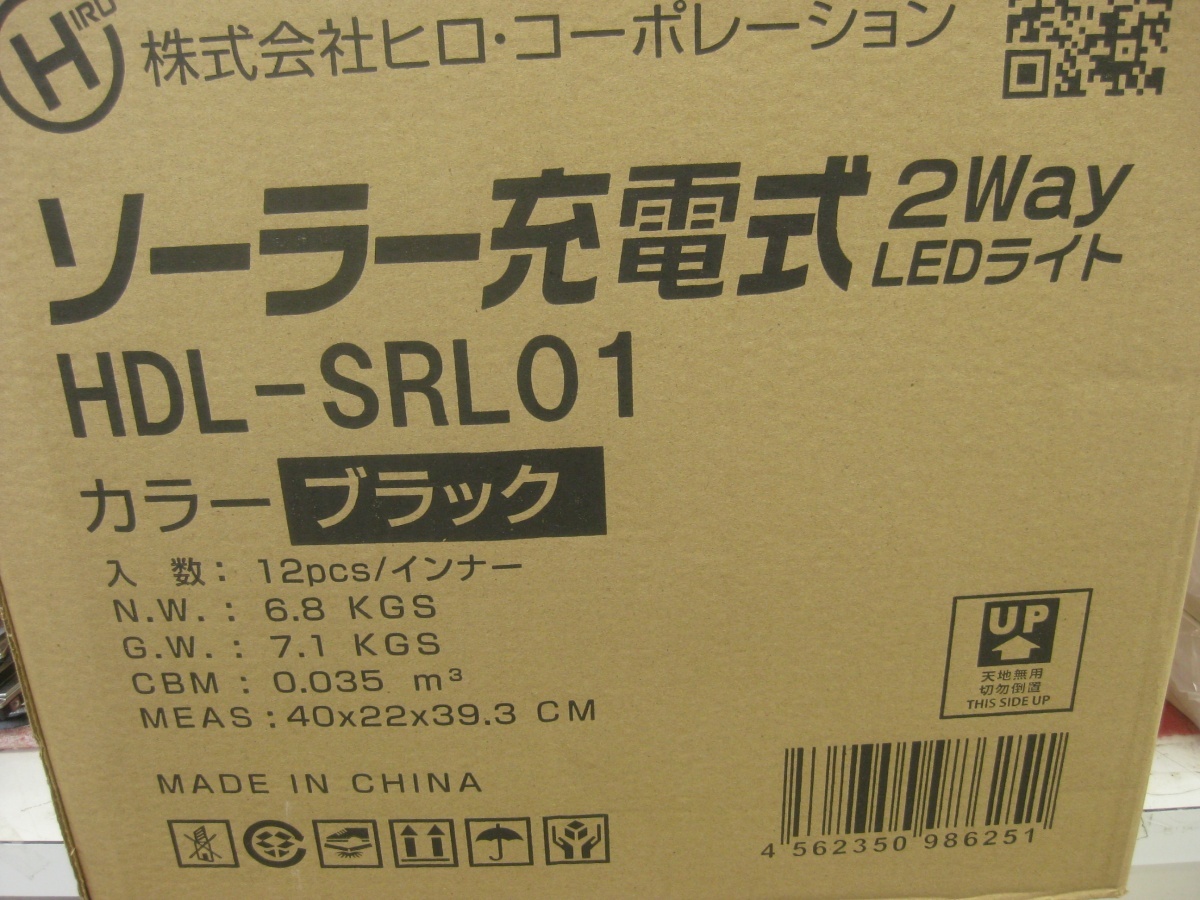 HIRO
株式会社ヒロ・コーポレーション
ソーラー充電式 2Way
LEDライト
HDL-SRL01
カラー ブラック
入 数: 12pcs/インナー
N.W.: 6.8 KGS
G.W.: 7.1 KGS
CBM: 0.035 m³
MEAS:40x22x39.3 CM
UP
天地無用
切勿倒置
THIS SIDE UP
MADE IN CHINA
4 562350 986251